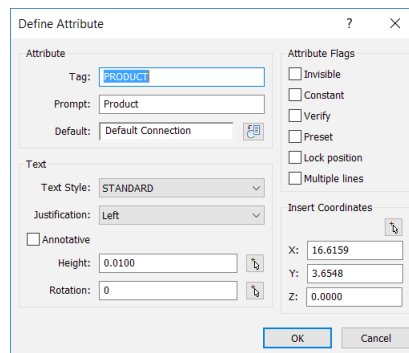 Define Attribute
Attribute
Tag: PRODUCT
Prompt: Product
Default: Default Connection
Text
Text Style: STANDARD
Justification: Left
Annotative
Height: 0.0100
Rotation: 0
Attribute Flags
Invisible
Constant
Verify
Preset
Lock position
Multiple lines
Insert Coordinates
X: 16.6159
Y: 3.6548
Z: 0.0000
OK Cancel